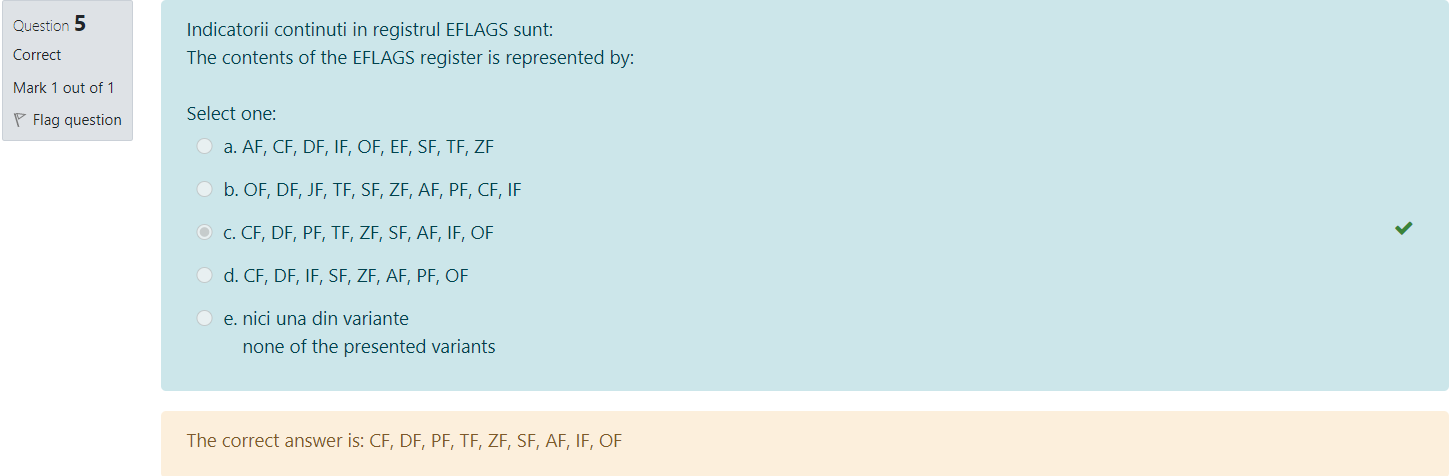 Question 5
Correct
Mark 1 out of 1
Flag question
Indicatorii continuti in registrul EFLAGS sunt:
The contents of the EFLAGS register is represented by:
Select one:
a. AF, CF, DF, IF, OF, EF, SF, TF, ZF
b. OF, DF, JF, TF, SF, ZF, AF, PF, CF, IF
c. CF, DF, PF, TF, ZF, SF, AF, IF, OF
d. CF, DF, IF, SF, ZF, AF, PF, OF
e. nici una din variante
none of the presented variants
The correct answer is: CF, DF, PF, TF, ZF, SF, AF, IF, OF